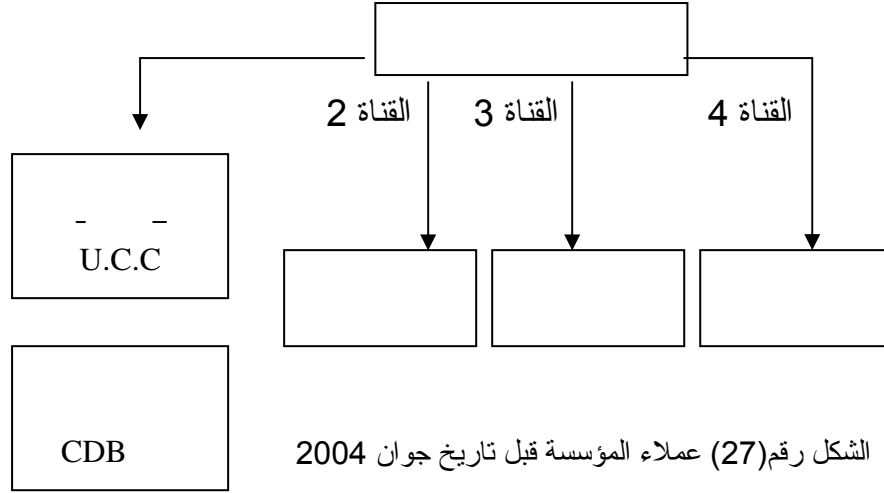 القناة 4
القناة 3
القناة 2
- –
U.C.C
CDB
الشكل رقم(27) عملاء المؤسسة قبل تاريخ جوان 2004